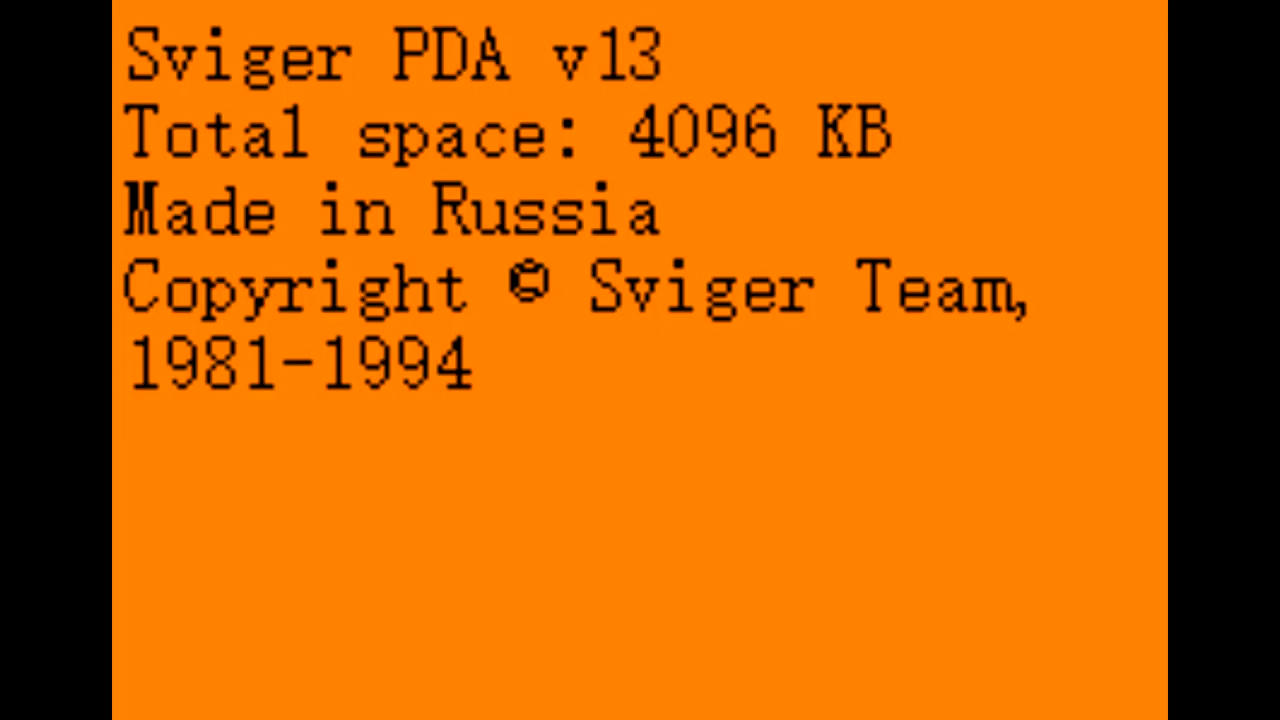 Sviger PDA v13
Total space: 4096 KB
Made in Russia
Copyright © Sviger Team,
1981-1994